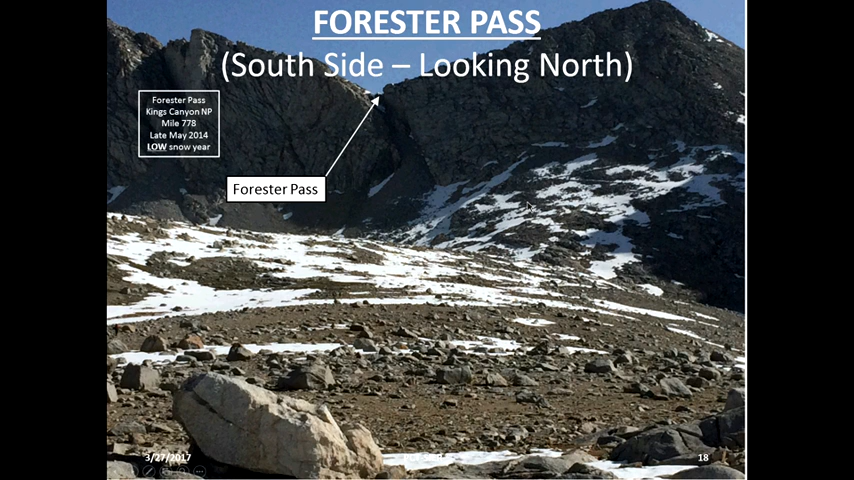 FORESTER PASS
(South Side – Looking North)
Forester Pass
Kings Canyon NP
Mile 778
Late May 2014
LOW snow year
Forester Pass
3/27/2017
18